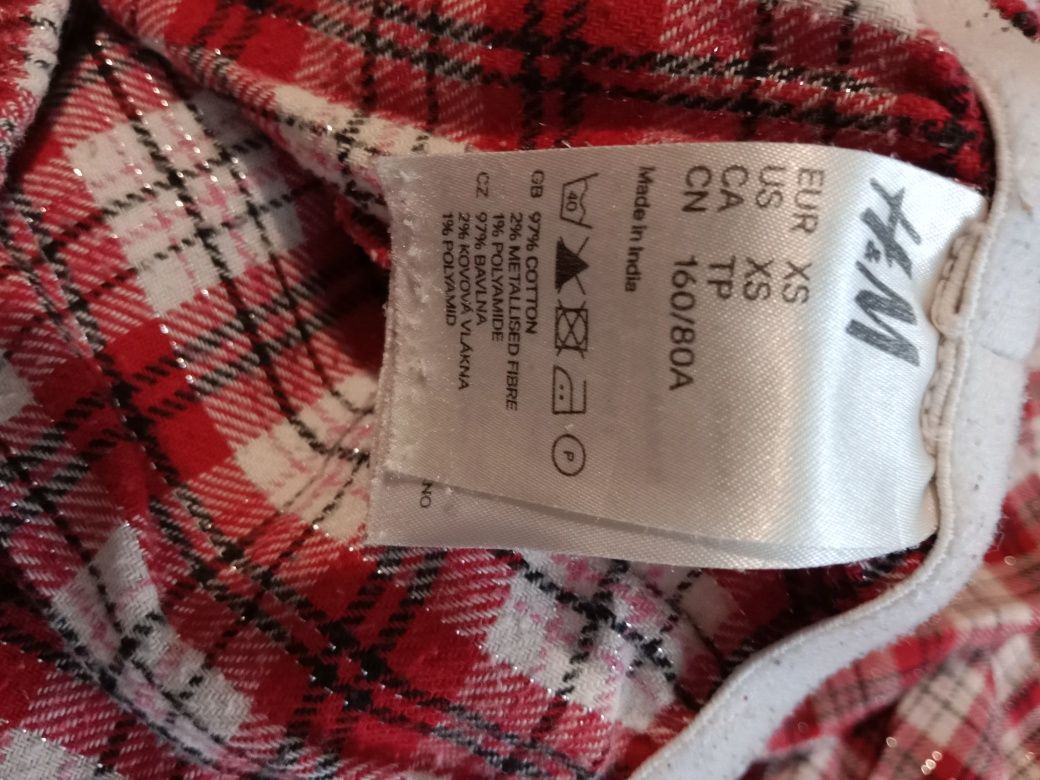 H&M
EUR XS
US XS
CA TP
CN 160/80A
Made in India
40
P
GB 97% COTTON
2% METALLISED FIBRE
1% POLYAMIDE
CZ 97% BAVLNA
2% KOVOVÁ VLÁKNA
1% POLYAMID
NO